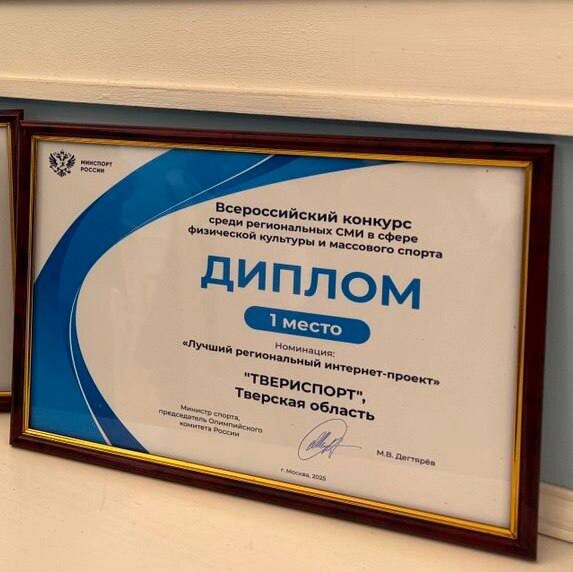 МИНСПОРТ
РОССИИ
Всероссийский конкурс
среди региональных СМИ в сфере
физической культуры и массового спорта
ДИПЛОМ
1 место
Номинация:
«Лучший региональный интернет-проект»
"ТВЕРИСПОРТ",
Тверская область
Министр спорта,
председатель Олимпийского
комитета России
М.В. Дегтярёв
г. Москва, 2025